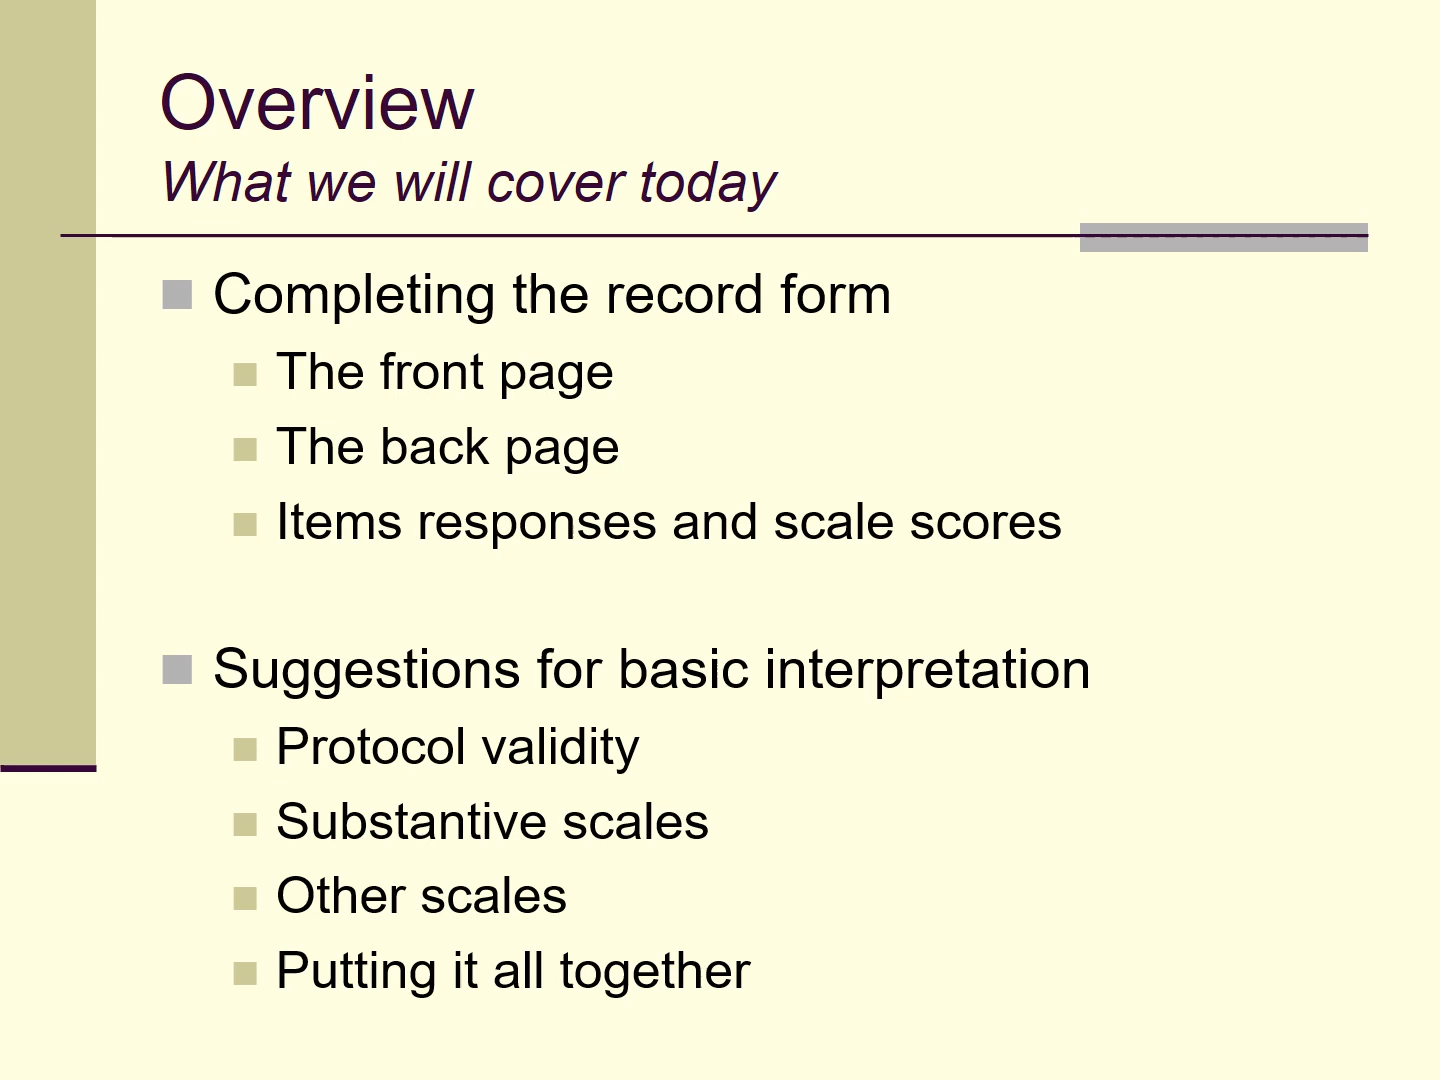 Overview
What we will cover today
Completing the record form
The front page
The back page
Items responses and scale scores
Suggestions for basic interpretation
Protocol validity
Substantive scales
Other scales
Putting it all together